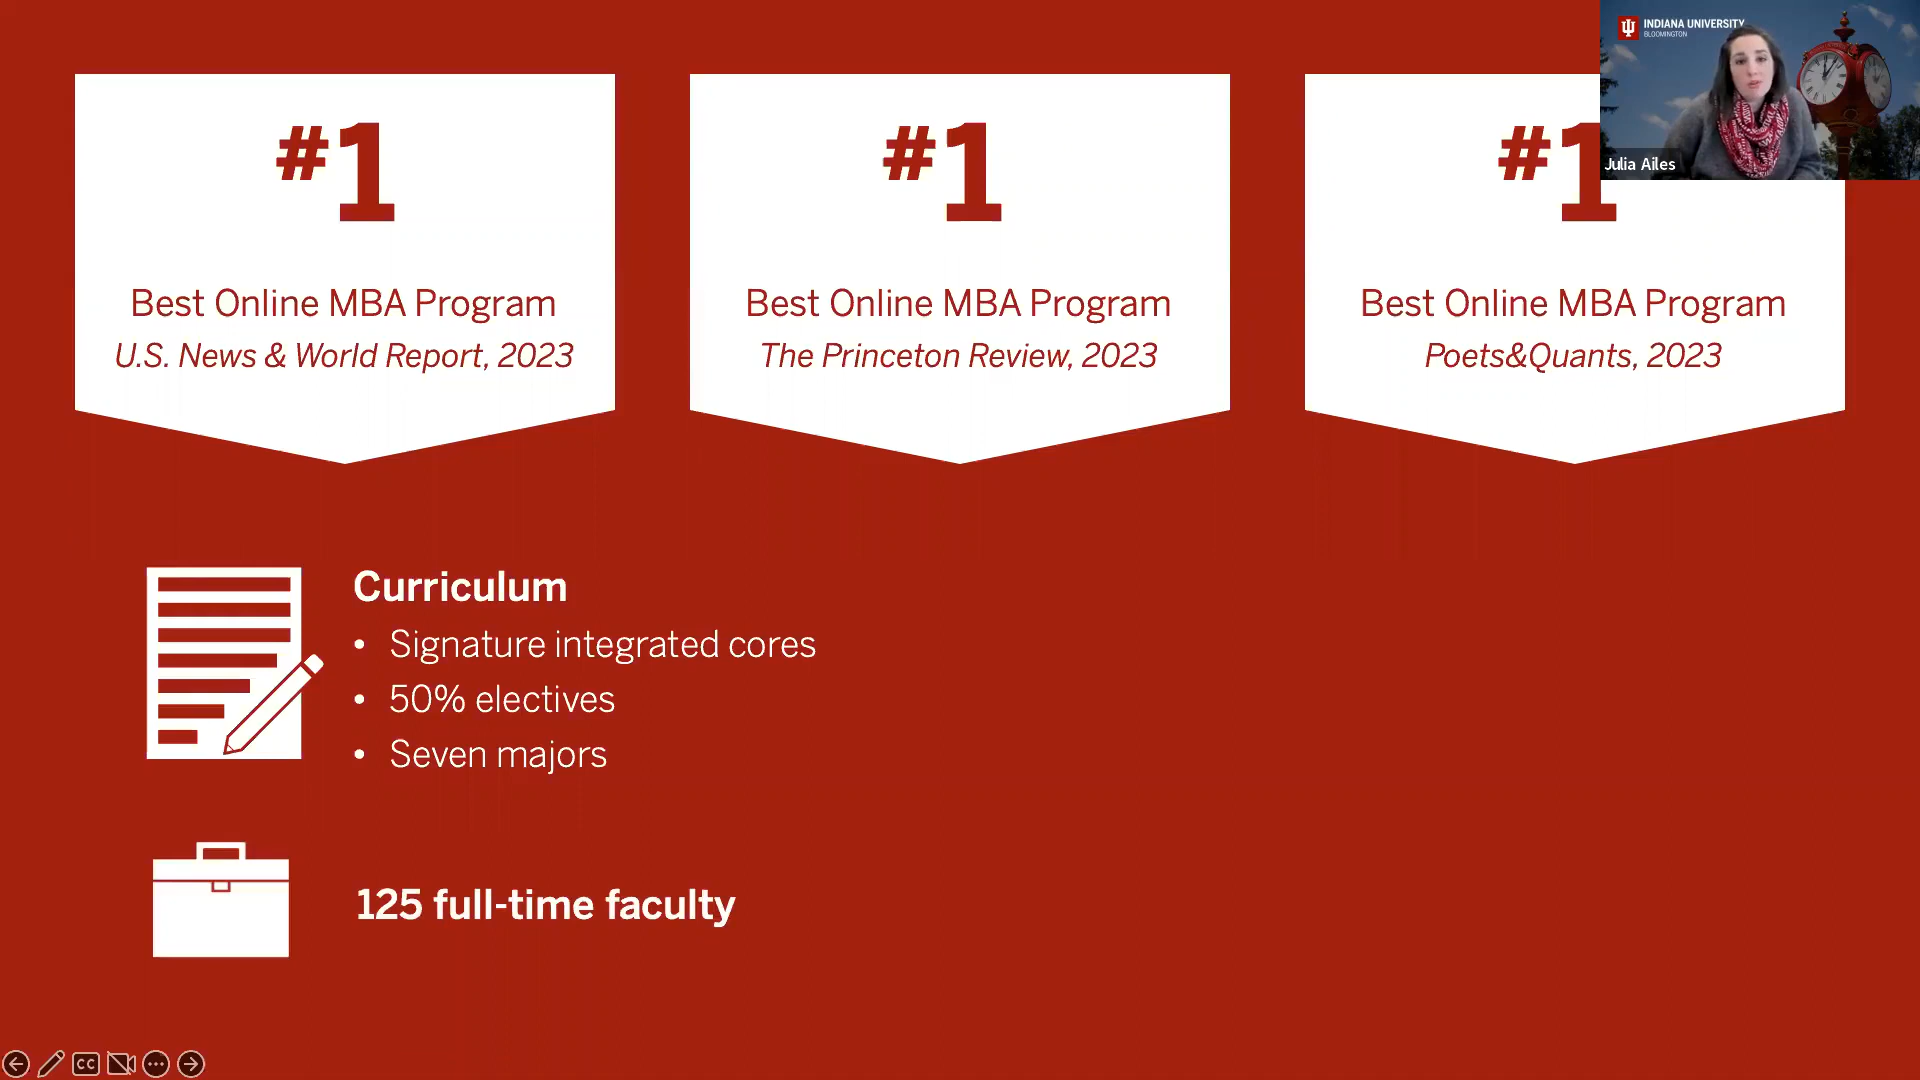 INDIANA UNIVERSITY
BLOOMINGTON
Julia Ailes
#1
Best Online MBA Program
U.S. News & World Report, 2023
#1
Best Online MBA Program
The Princeton Review, 2023
#1
Best Online MBA Program
Poets&Quants, 2023
Curriculum
• Signature integrated cores
• 50% electives
• Seven majors
125 full-time faculty
CC